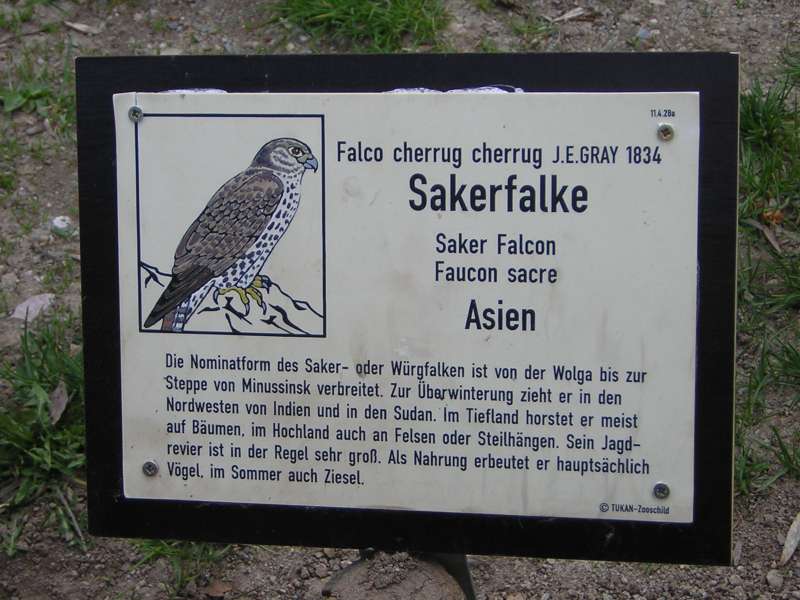 11.4.28a
Falco cherrug cherrug J.E.GRAY 1834
Sakerfalke
Saker Falcon
Faucon sacre
Asien
Die Nominatform des Saker- oder Würgfalken ist von der Wolga bis zur
Steppe von Minussinsk verbreitet. Zur Überwinterung zieht er in den
Nordwesten von Indien und in den Sudan. Im Tiefland horstet er meist
auf Bäumen, im Hochland auch an Felsen oder Steilhängen. Sein Jagd-
revier ist in der Regel sehr groß. Als Nahrung erbeutet er hauptsächlich
Vögel, im Sommer auch Ziesel.
© TUKAN-Zooschild